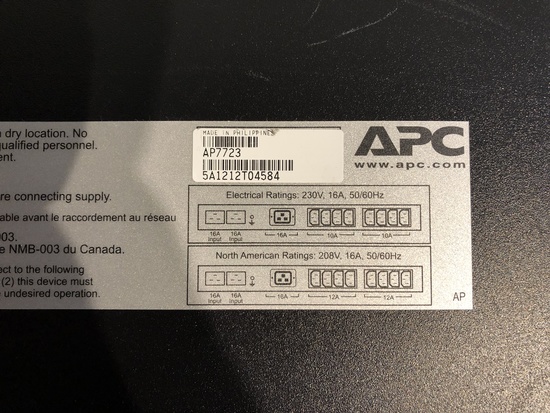 n dry location. No
qualified personnel.
ent.
re connecting supply.
able avant le raccordement au réseau
003.
e NMB-003 du Canada.
ect to the following
(2) this device must
e undesired operation.
MADE IN PHILIPPINES
AP7723
5A1212T04584
APC
www.apc.com
Electrical Ratings: 230V, 16A, 50/60Hz
16A Input 16A Input 16A 10A 10A
North American Ratings: 208V, 16A, 50/60Hz
16A Input 16A Input 16A 12A 12A
AP